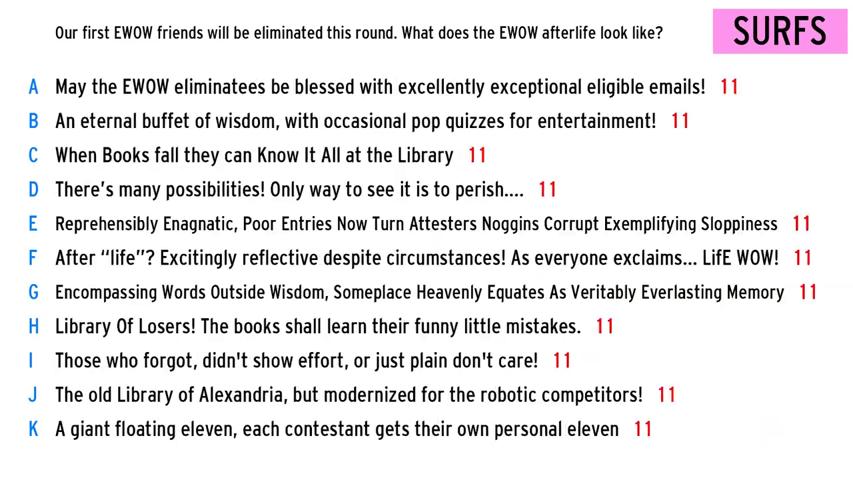 Our first EWOW friends will be eliminated this round. What does the EWOW afterlife look like?
SURFS
A May the EWOW eliminatees be blessed with excellently exceptional eligible emails! 11
B An eternal buffet of wisdom, with occasional pop quizzes for entertainment! 11
C When Books fall they can Know It All at the Library 11
D There's many possibilities! Only way to see it is to perish.... 11
E Reprehensibly Enagnatic, Poor Entries Now Turn Attesters Noggins Corrupt Exemplifying Sloppiness 11
F After “life”? Excitingly reflective despite circumstances! As everyone exclaims... LifE WOW! 11
G Encompassing Words Outside Wisdom, Someplace Heavenly Equates As Veritably Everlasting Memory 11
H Library Of Losers! The books shall learn their funny little mistakes. 11
I Those who forgot, didn't show effort, or just plain don't care! 11
J The old Library of Alexandria, but modernized for the robotic competitors! 11
K A giant floating eleven, each contestant gets their own personal eleven 11